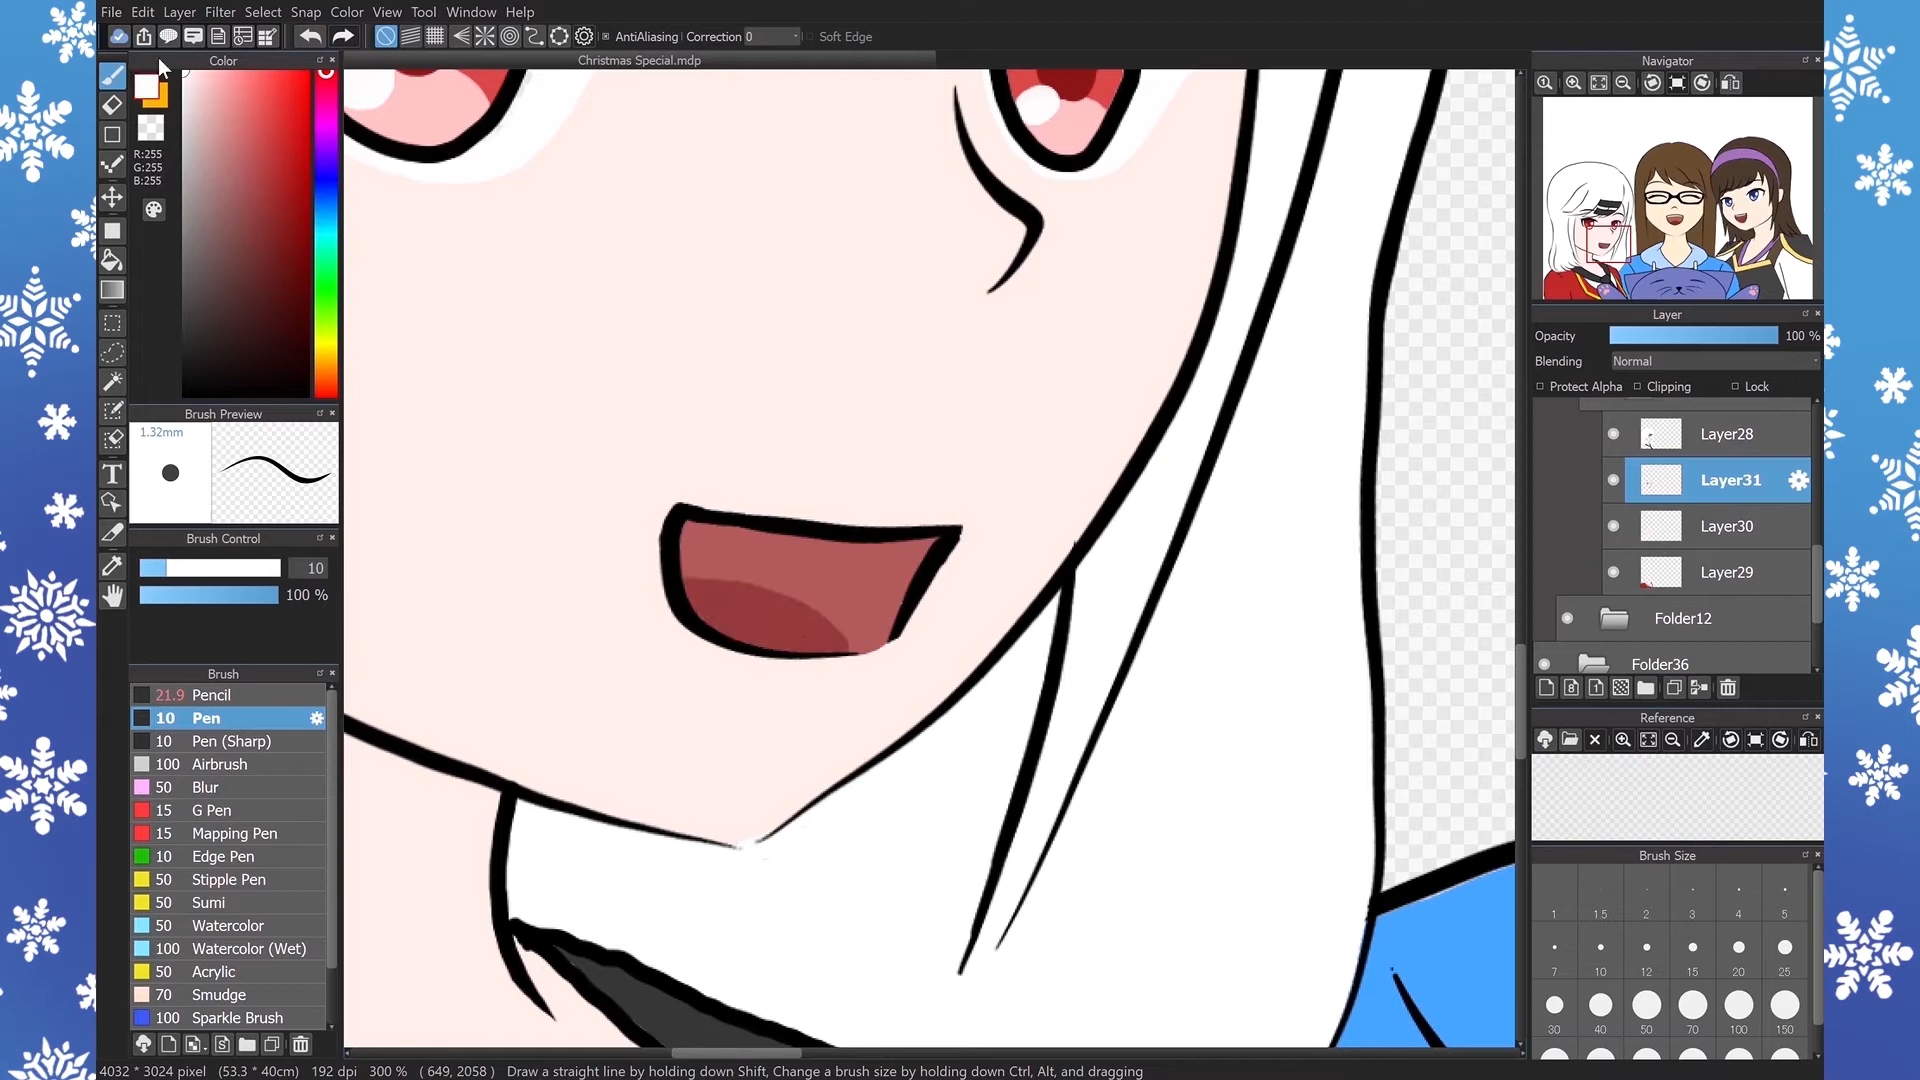 File Edit Layer Filter Select Snap Color View Tool Window Help
AntiAliasing Correction 0 Soft Edge
Color
Christmas Special.mdp
Navigator
R:255
G:255
B:255
Layer
Opacity 100 %
Blending Normal
Protect Alpha Clipping Lock
Brush Preview
1.32mm
Layer28
Layer31
Layer30
Layer29
Folder12
Folder36
Brush Control
10
100 %
Brush
21.9 Pencil
10 Pen
10 Pen (Sharp)
100 Airbrush
50 Blur
15 G Pen
15 Mapping Pen
10 Edge Pen
50 Stipple Pen
50 Sumi
50 Watercolor
100 Watercolor (Wet)
50 Acrylic
70 Smudge
100 Sparkle Brush
Reference
Brush Size
1 1.5 2 3 4 5
7 10 12 15 20 25
30 40 50 70 100 150
4032 * 3024 pixel (53.3 * 40cm) 192 dpi 300 % ( 649, 2058 ) Draw a straight line by holding down Shift, Change a brush size by holding down Ctrl, Alt, and dragging